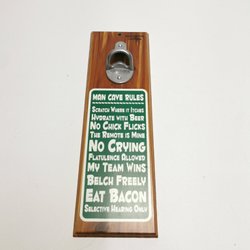 Man Cave Rules
Scratch Where it Itches
Hydrate with Beer
No Chick Flicks
The Remote is Mine
No Crying
Flatulence Allowed
My Team Wins
Belch Freely
Eat Bacon
Selective Hearing Only